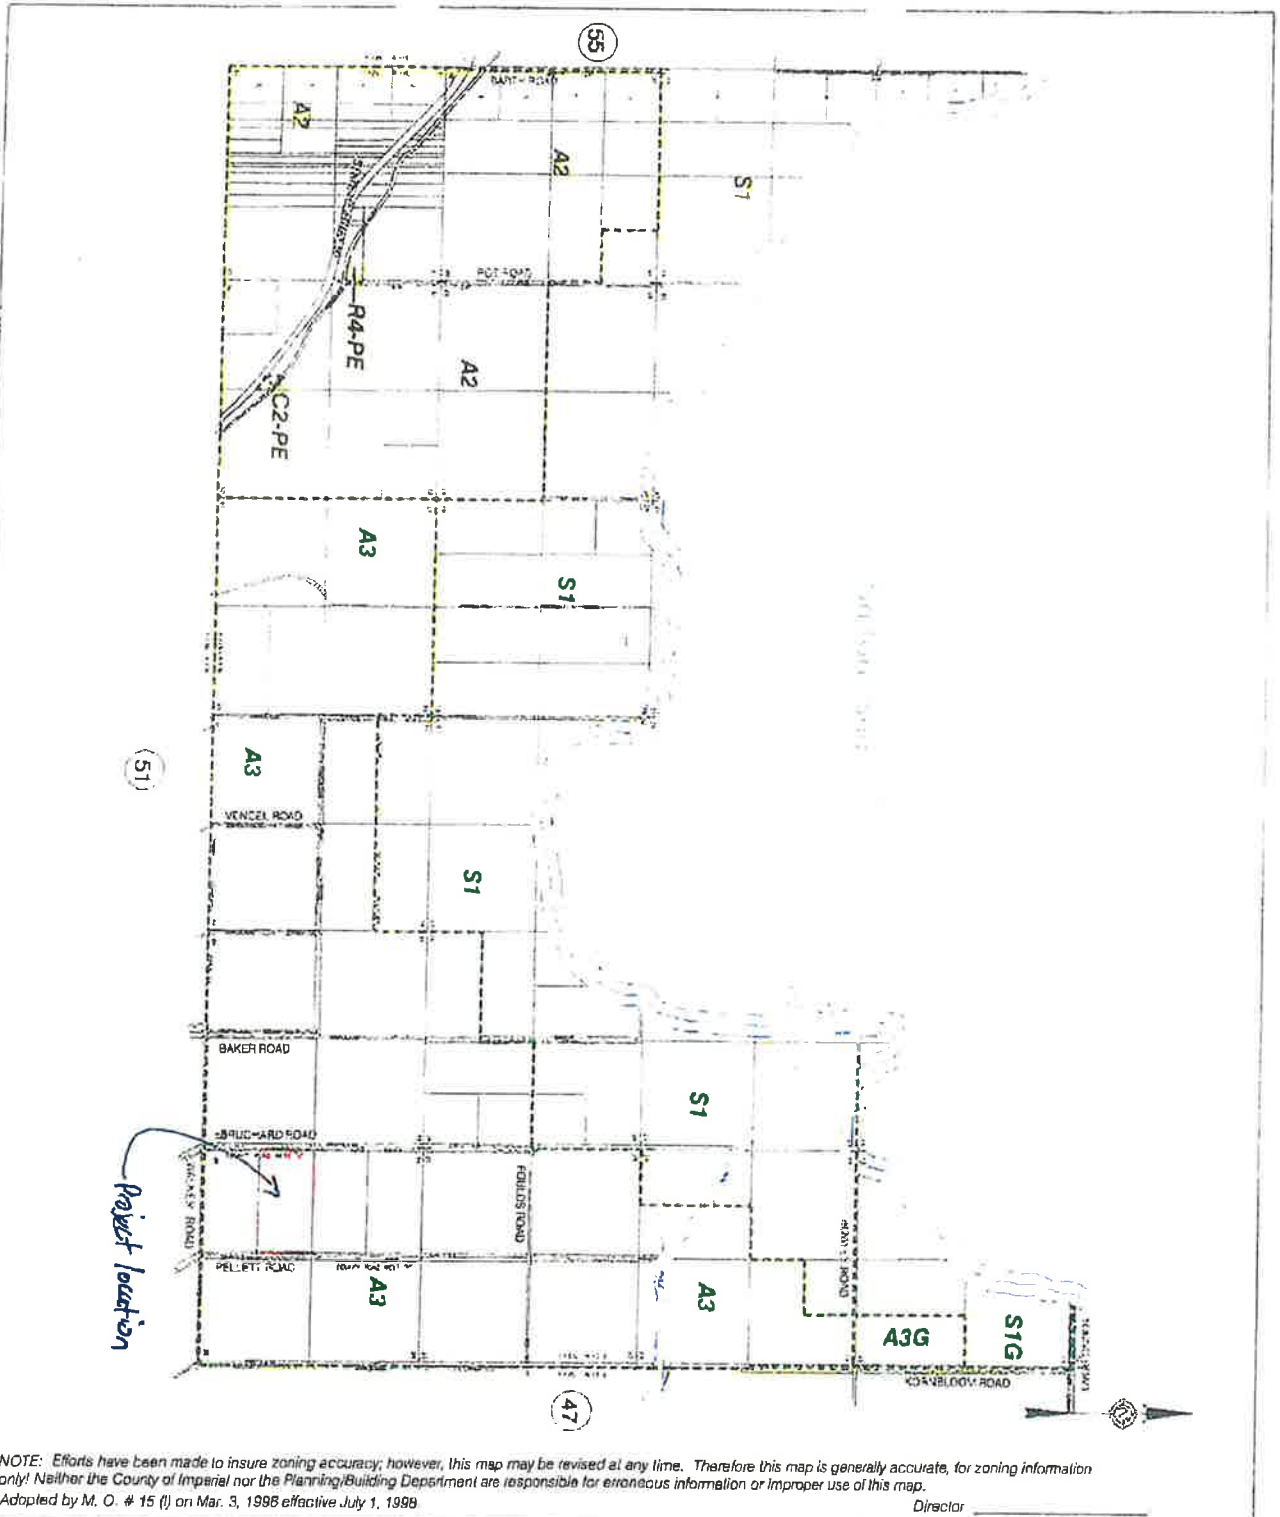 55
BARTH ROAD
A2
A2
S1
POE ROAD
R4-PE
A2
C2-PE
A3
S1
51
A3
VENCEL ROAD
S1
BAKER ROAD
S1
BRUCHARD ROAD
FOULDS ROAD
PELLETT ROAD
A3
A3
A3G
S1G
KORNBLOOM ROAD
Project location
47
NOTE: Efforts have been made to insure zoning accuracy; however, this map may be revised at any time. Therefore this map is generally accurate, for zoning information
only! Neither the County of Imperial nor the Planning/Building Department are responsible for erroneous information or improper use of this map.
Adopted by M. O. # 15 (l) on Mar. 3, 1998 effective July 1, 1998
Director